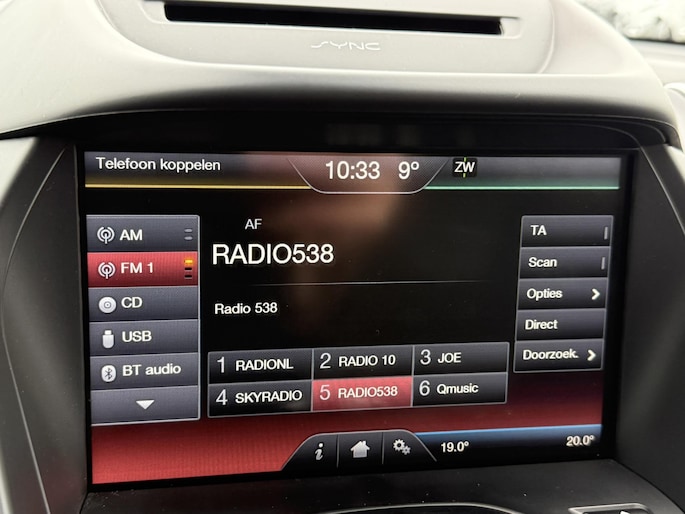 SYNC
Telefoon koppelen
10:33 9° ZW
AM
FM 1
CD
USB
BT audio
AF
RADIO538
Radio 538
1 RADIONL 2 RADIO 10 3 JOE
4 SKYRADIO 5 RADIO538 6 Qmusic
TA
Scan
Opties
Direct
Doorzoek.
i
19.0° 20.0°